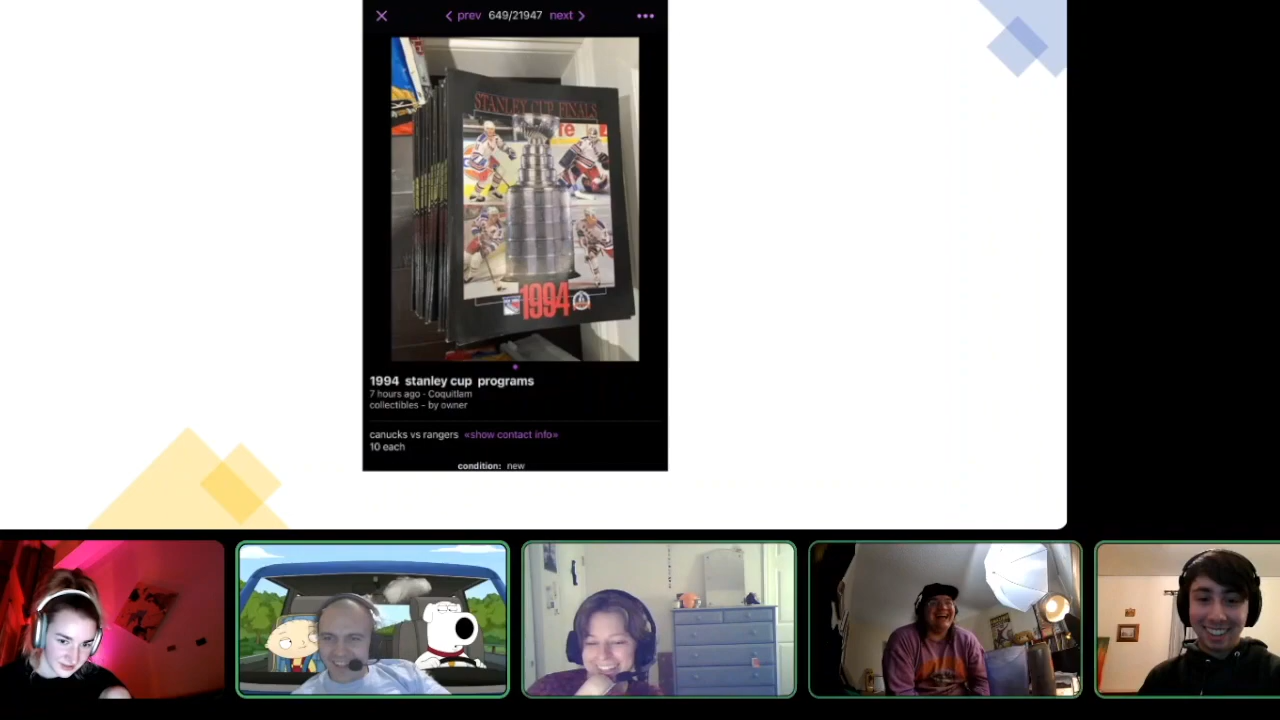 prev 649/21947 next
STANLEY CUP FINALS
re
1994
1994 stanley cup programs
7 hours ago - Coquitlam
collectibles - by owner
canucks vs rangers «show contact info»
10 each
condition: new